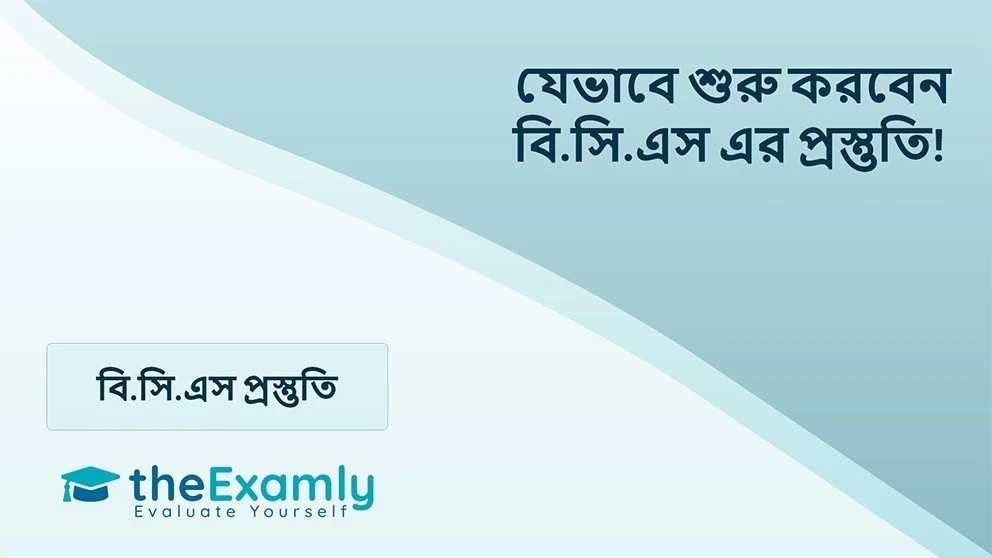 যেভাবে শুরু করবেন
বি.সি.এস এর প্রস্তুতি!
বি.সি.এস প্রস্তুতি
theExamly
Evaluate Yourself